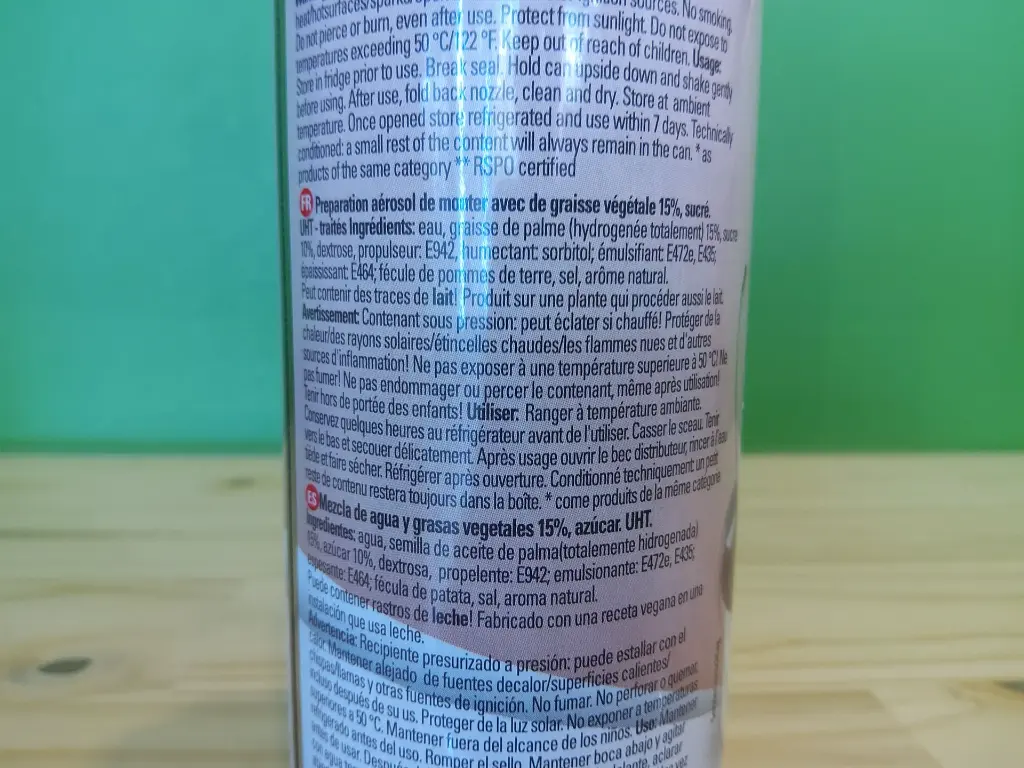 heat/hotsurfaces/sparks/open ignition sources. No smoking.
Do not pierce or burn, even after use. Protect from sunlight. Do not expose to
temperatures exceeding 50 °C/122 °F. Keep out of reach of children. Usage:
Store in fridge prior to use. Break seal. Hold can upside down and shake gently
before using. After use, fold back nozzle, clean and dry. Store at ambient
temperature. Once opened store refrigerated and use within 7 days. Technically
conditioned: a small rest of the content will always remain in the can. * as
products of the same category ** RSPO certified
FR Preparation aérosol de monter avec de graisse végétale 15%, sucré.
UHT - traités Ingrédients: eau, graisse de palme (hydrogenée totalement) 15%, sucre
10%, dextrose, propulseur: E942, humectant: sorbitol; émulsifiant: E472e, E435;
épaississant: E464; fécule de pommes de terre, sel, arôme natural.
Peut contenir des traces de lait! Produit sur une plante qui procéder aussi le lait.
Avertissement: Contenant sous pression: peut éclater si chauffé! Protéger de la
chaleur/des rayons solaires/étincelles chaudes/les flammes nues et d'autres
sources d'inflammation! Ne pas exposer à une température superieure à 50 °C! Ne
pas fumer! Ne pas endommager ou percer le contenant, même après utilisation!
Tenir hors de portée des enfants! Utiliser: Ranger à température ambiante.
Conservez quelques heures au réfrigérateur avant de l'utiliser. Casser le sceau. Tenir
vers le bas et secouer délicatement. Après usage ouvrir le bec distributeur, rincer à l'eau
tiède et faire sécher. Réfrigérer après ouverture. Conditionné techniquement: un petit
reste de contenu restera toujours dans la boîte. * come produits de la même catégorie
ES Mezcla de agua y grasas vegetales 15%, azúcar. UHT.
Ingredientes: agua, semilla de aceite de palma(totalemente hidrogenada)
15%, azúcar 10%, dextrosa, propelente: E942; emulsionante: E472e, E435;
espesante: E464; fécula de patata, sal, aroma natural.
Puede contener rastros de leche! Fabricado con una receta vegana en una
instalación que usa leche.
Advertencia: Recipiente presurizado a presión: puede estallar con el
calor. Mantener alejado de fuentes decalor/superficies calientes/
chispas/llamas y otras fuentes de ignición. No fumar. No perforar o quemar,
incluso después de su us. Proteger de la luz solar. No exponer a temperaturas
superiores a 50 °C. Mantener fuera del alcance de los niños. Uso: Mantener
refrigerado antes del uso. Romper el sello. Mantener boca abajo y agitar
antes de usar. Después aclarar
con agua